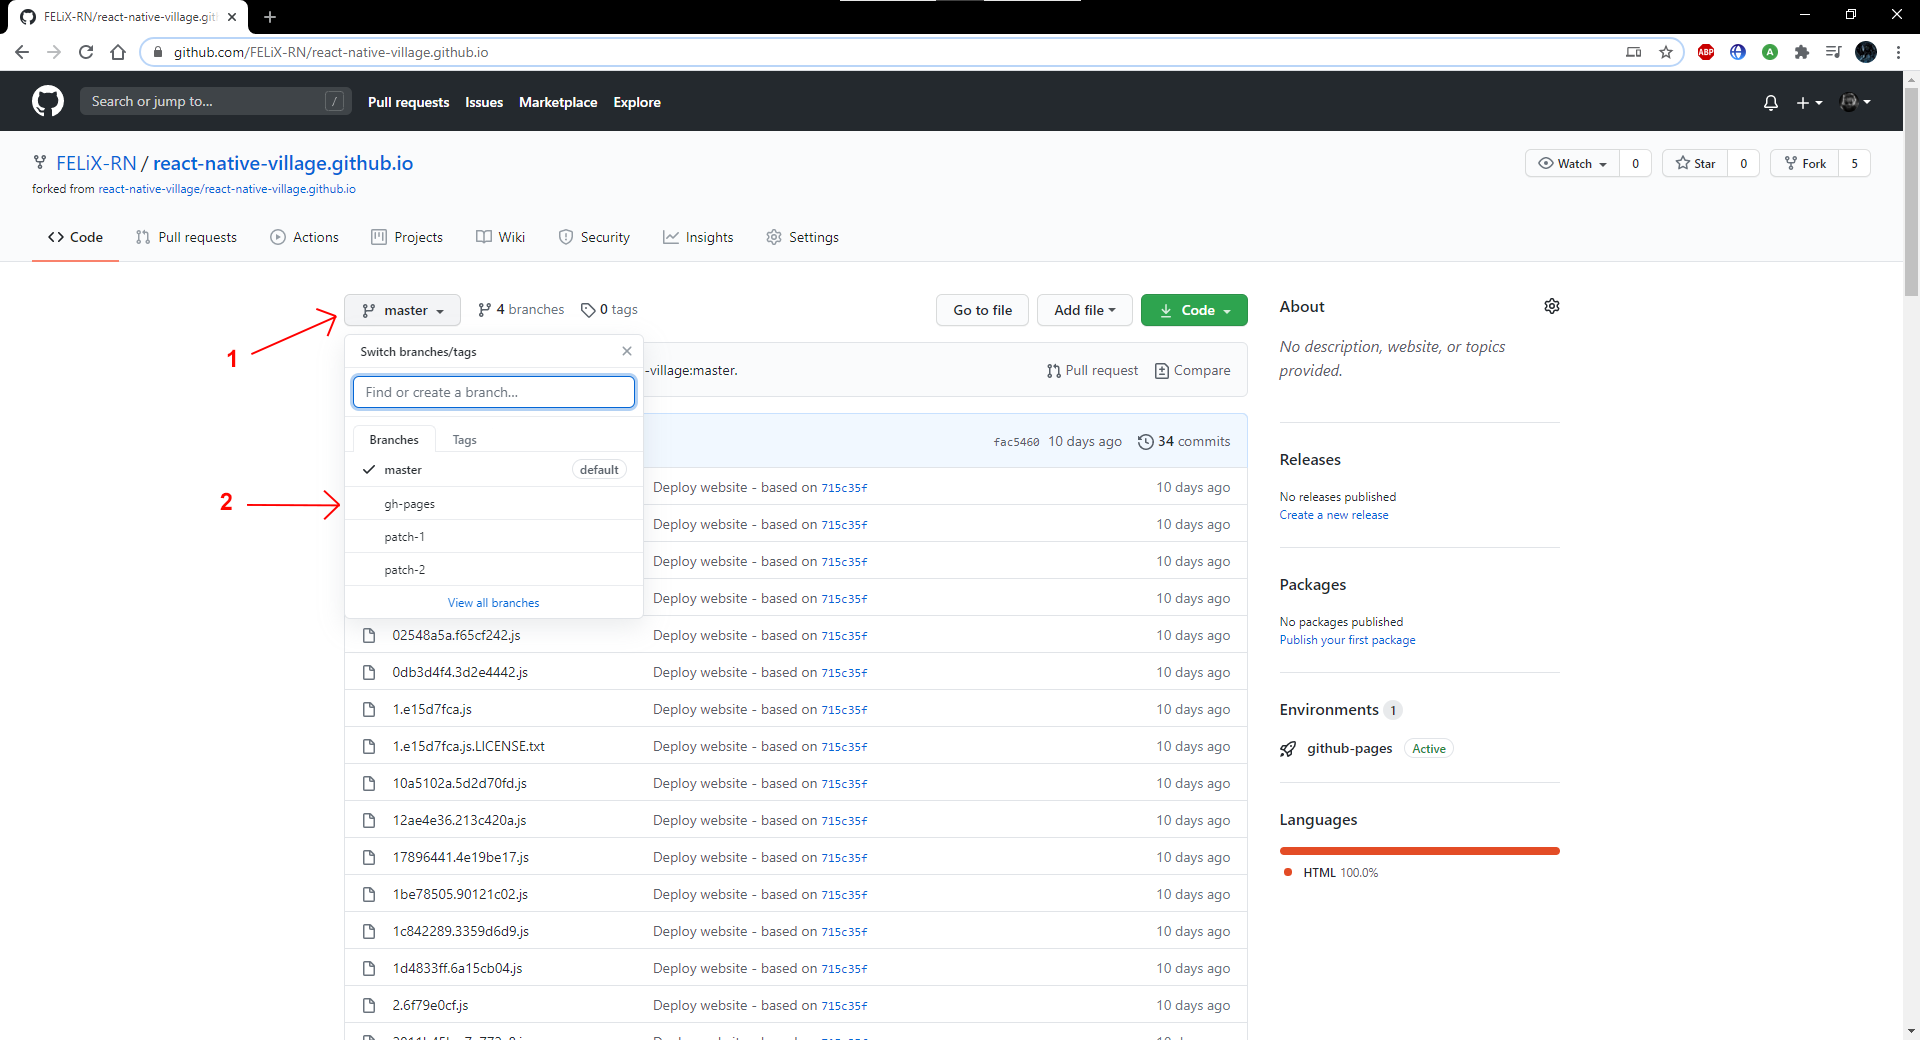 FELiX-RN/react-native-village.gith
github.com/FELiX-RN/react-native-village.github.io
ABP
A
Search or jump to...
/
Pull requests
Issues
Marketplace
Explore
FELiX-RN / react-native-village.github.io
forked from react-native-village/react-native-village.github.io
Watch 0
Star 0
Fork 5
Code
Pull requests
Actions
Projects
Wiki
Security
Insights
Settings
1
master
4 branches
0 tags
Go to file
Add file
Code
Switch branches/tags
-village:master.
Pull request
Compare
Find or create a branch...
Branches
Tags
fac5460 10 days ago 34 commits
master default
2
gh-pages
patch-1
patch-2
View all branches
Deploy website - based on 715c35f 10 days ago
Deploy website - based on 715c35f 10 days ago
Deploy website - based on 715c35f 10 days ago
Deploy website - based on 715c35f 10 days ago
02548a5a.f65cf242.js Deploy website - based on 715c35f 10 days ago
0db3d4f4.3d2e4442.js Deploy website - based on 715c35f 10 days ago
1.e15d7fca.js Deploy website - based on 715c35f 10 days ago
1.e15d7fca.js.LICENSE.txt Deploy website - based on 715c35f 10 days ago
10a5102a.5d2d70fd.js Deploy website - based on 715c35f 10 days ago
12ae4e36.213c420a.js Deploy website - based on 715c35f 10 days ago
17896441.4e19be17.js Deploy website - based on 715c35f 10 days ago
1be78505.90121c02.js Deploy website - based on 715c35f 10 days ago
1c842289.3359d6d9.js Deploy website - based on 715c35f 10 days ago
1d4833ff.6a15cb04.js Deploy website - based on 715c35f 10 days ago
2.6f79e0cf.js Deploy website - based on 715c35f 10 days ago
About
No description, website, or topics
provided.
Releases
No releases published
Create a new release
Packages
No packages published
Publish your first package
Environments 1
github-pages Active
Languages
HTML 100.0%